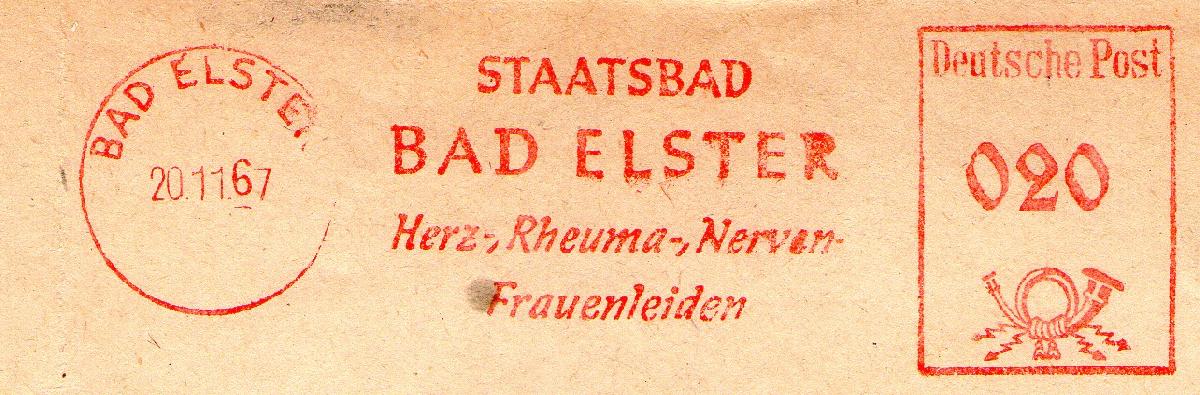 BAD ELSTER
20.11.67
STAATSBAD
BAD ELSTER
Herz-, Rheuma-, Nerven-
Frauenleiden
Deutsche Post
020